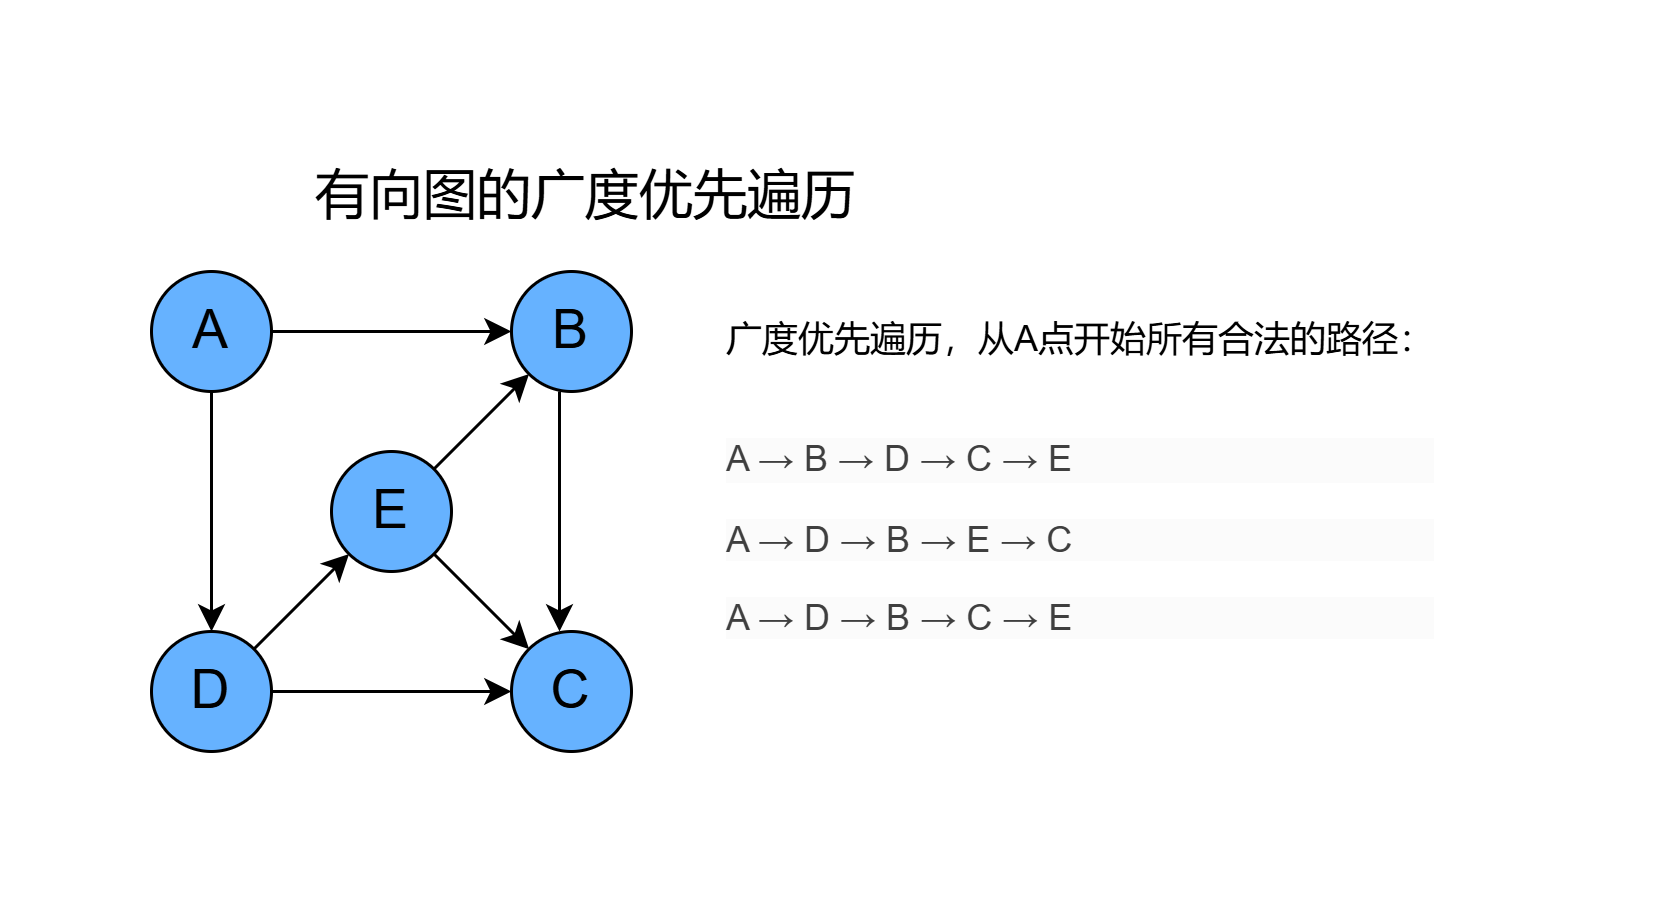 有向图的广度优先遍历
A
B
E
D
C
广度优先遍历，从A点开始所有合法的路径：
A → B → D → C → E
A → D → B → E → C
A → D → B → C → E